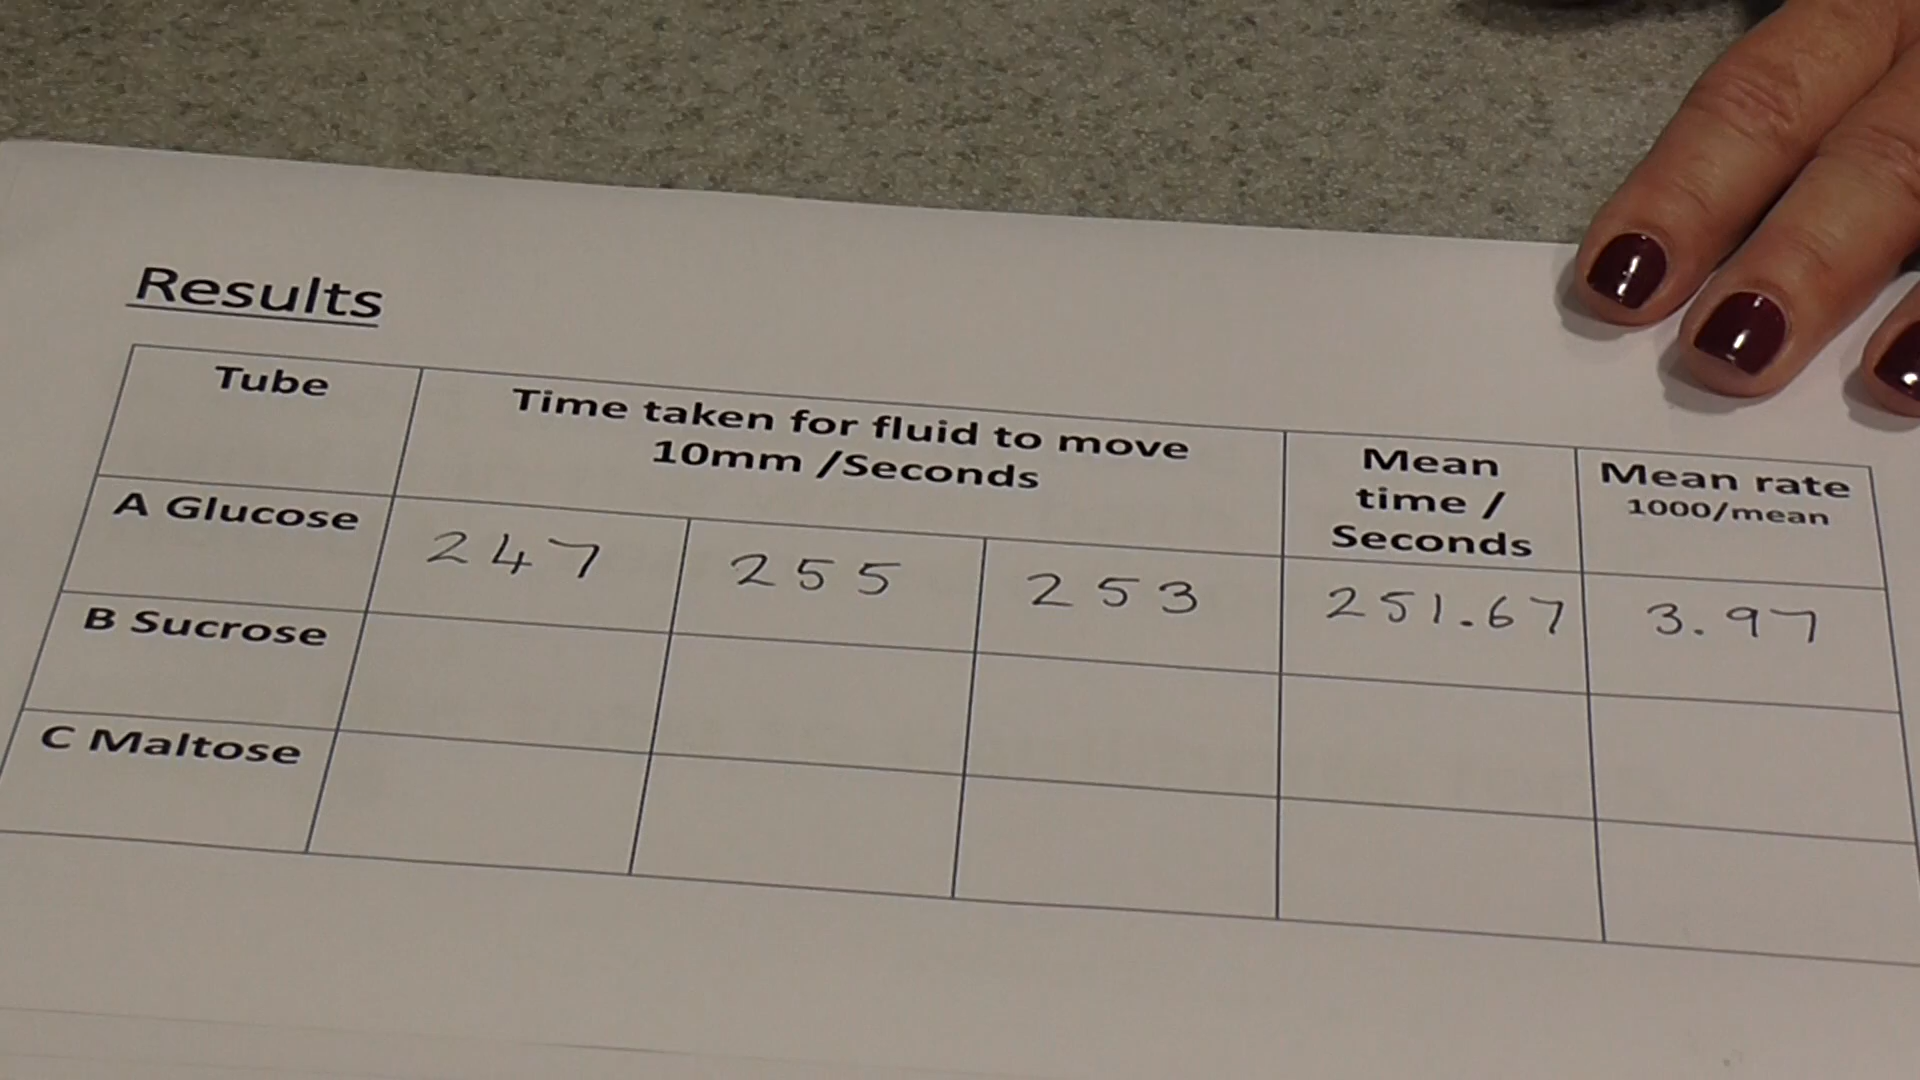 Results
Tube
Time taken for fluid to move
10mm /Seconds
Mean
time /
Seconds
Mean rate
1000/mean
A Glucose
247
255
253
251.67
3.97
B Sucrose
C Maltose